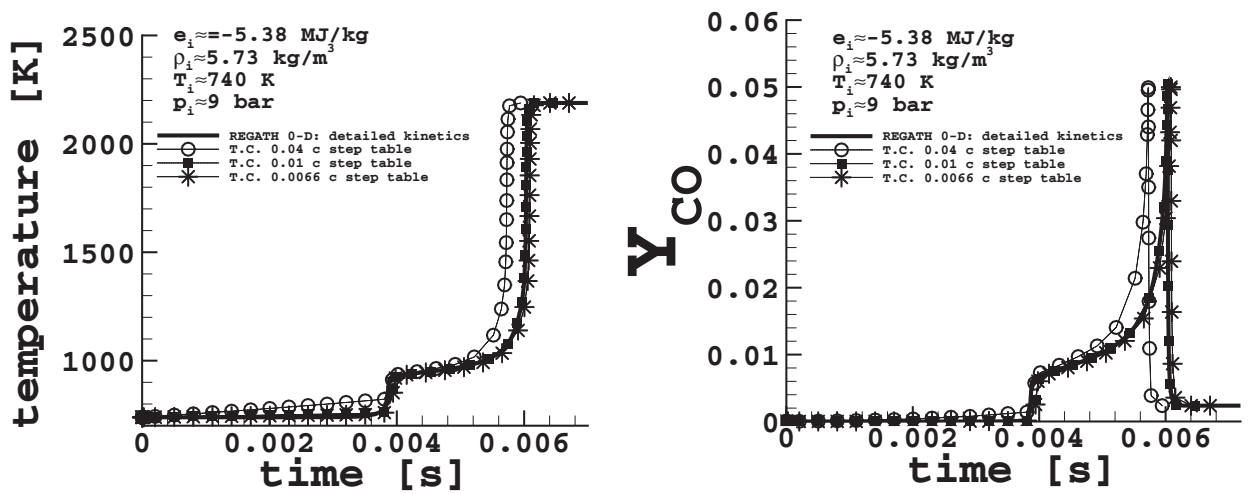 temperature [K]
2500
2000
1500
1000
e_i≈=-5.38 MJ/kg
ρ_i≈5.73 kg/m^3
T_i≈740 K
p_i≈9 bar
REGATH 0-D: detailed kinetics
T.C. 0.04 c step table
T.C. 0.01 c step table
T.C. 0.0066 c step table
0 0.002 0.004 0.006
time [s]
Y_CO
0.06
0.05
0.04
0.03
0.02
0.01
0
e_i≈-5.38 MJ/kg
ρ_i≈5.73 kg/m^3
T_i≈740 K
p_i≈9 bar
REGATH 0-D: detailed kinetics
T.C. 0.04 c step table
T.C. 0.01 c step table
T.C. 0.0066 c step table
0 0.002 0.004 0.006
time [s]